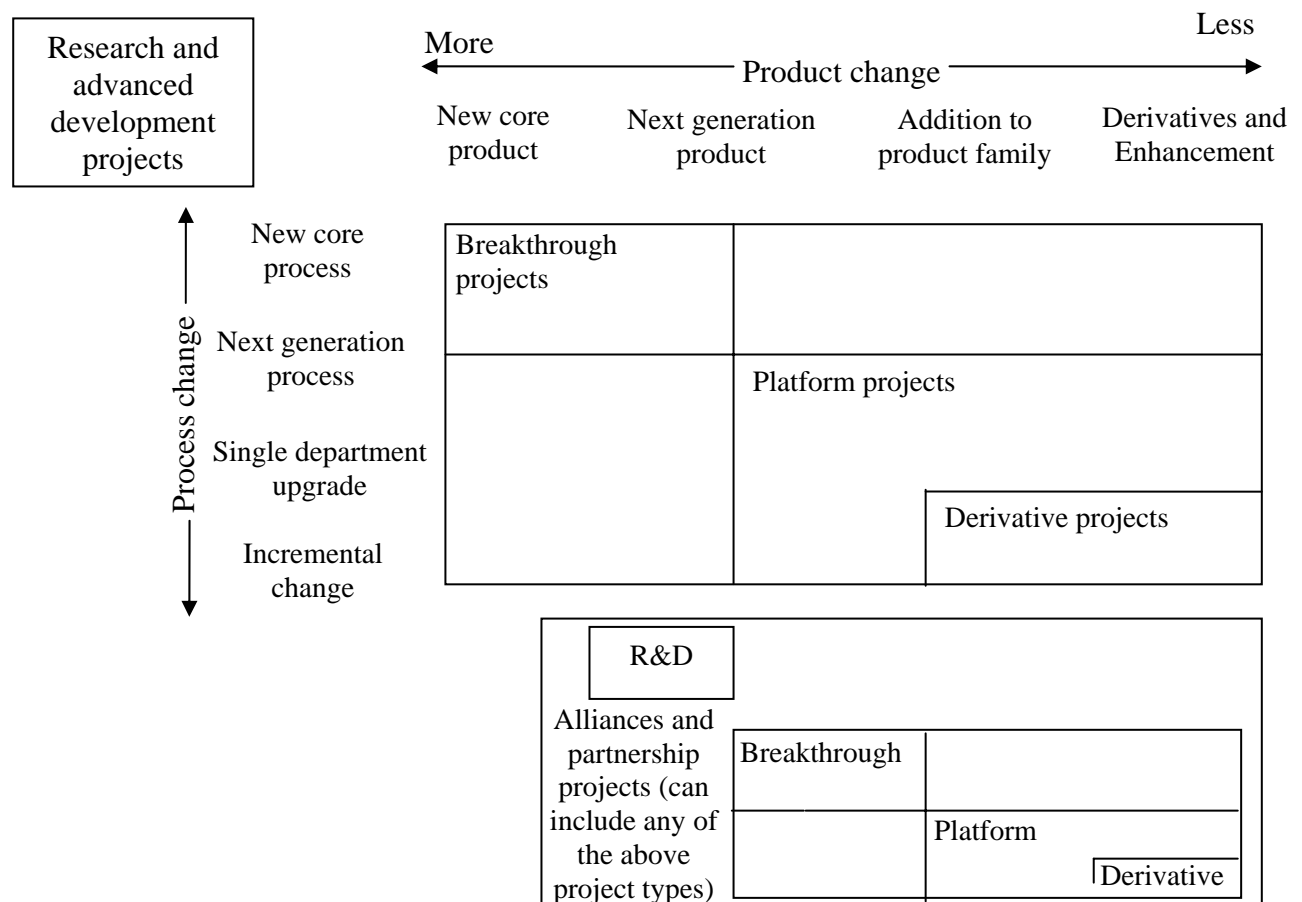 Research and
advanced
development
projects
More
Less
Product change
New core
product
Next generation
product
Addition to
product family
Derivatives and
Enhancement
Process change
New core
process
Next generation
process
Single department
upgrade
Incremental
change
Breakthrough
projects
Platform projects
Derivative projects
R&D
Alliances and
partnership
projects (can
include any of
the above
project types)
Breakthrough
Platform
Derivative